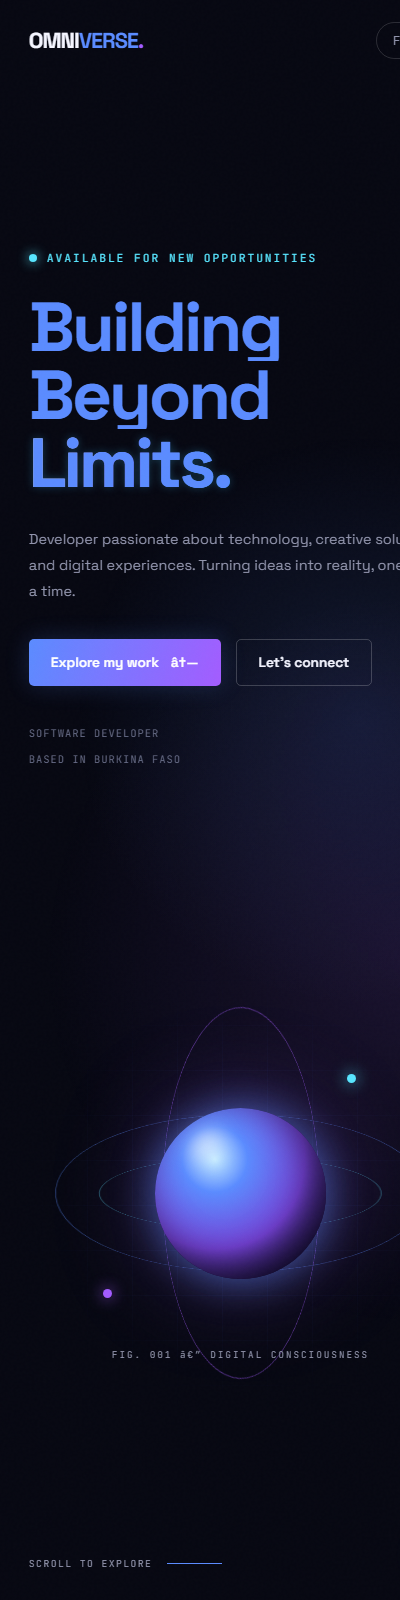 OMNIVERSE.
F
AVAILABLE FOR NEW OPPORTUNITIES
Building
Beyond
Limits.
Developer passionate about technology, creative solu
and digital experiences. Turning ideas into reality, one
a time.
Explore my work â†—
Let's connect
SOFTWARE DEVELOPER
BASED IN BURKINA FASO
FIG. 001 â€” DIGITAL CONSCIOUSNESS
SCROLL TO EXPLORE